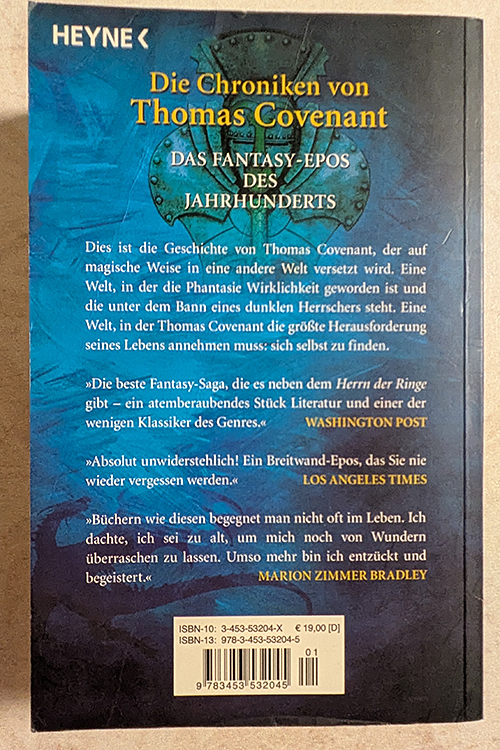 HEYNE<
Die Chroniken von
Thomas Covenant
DAS FANTASY-EPOS
DES
JAHRHUNDERTS
Dies ist die Geschichte von Thomas Covenant, der auf
magische Weise in eine andere Welt versetzt wird. Eine
Welt, in der die Phantasie Wirklichkeit geworden ist und
die unter dem Bann eines dunklen Herrschers steht. Eine
Welt, in der Thomas Covenant die größte Herausforderung
seines Lebens annehmen muss: sich selbst zu finden.
»Die beste Fantasy-Saga, die es neben dem Herrn der Ringe
gibt – ein atemberaubendes Stück Literatur und einer der
wenigen Klassiker des Genres.« WASHINGTON POST
»Absolut unwiderstehlich! Ein Breitwand-Epos, das Sie nie
wieder vergessen werden.« LOS ANGELES TIMES
»Büchern wie diesen begegnet man nicht oft im Leben. Ich
dachte, ich sei zu alt, um mich noch von Wundern
überraschen zu lassen. Umso mehr bin ich entzückt und
begeistert.« MARION ZIMMER BRADLEY
ISBN-10: 3-453-53204-X € 19,00 [D]
ISBN-13: 978-3-453-53204-5
01
9 783453 532045